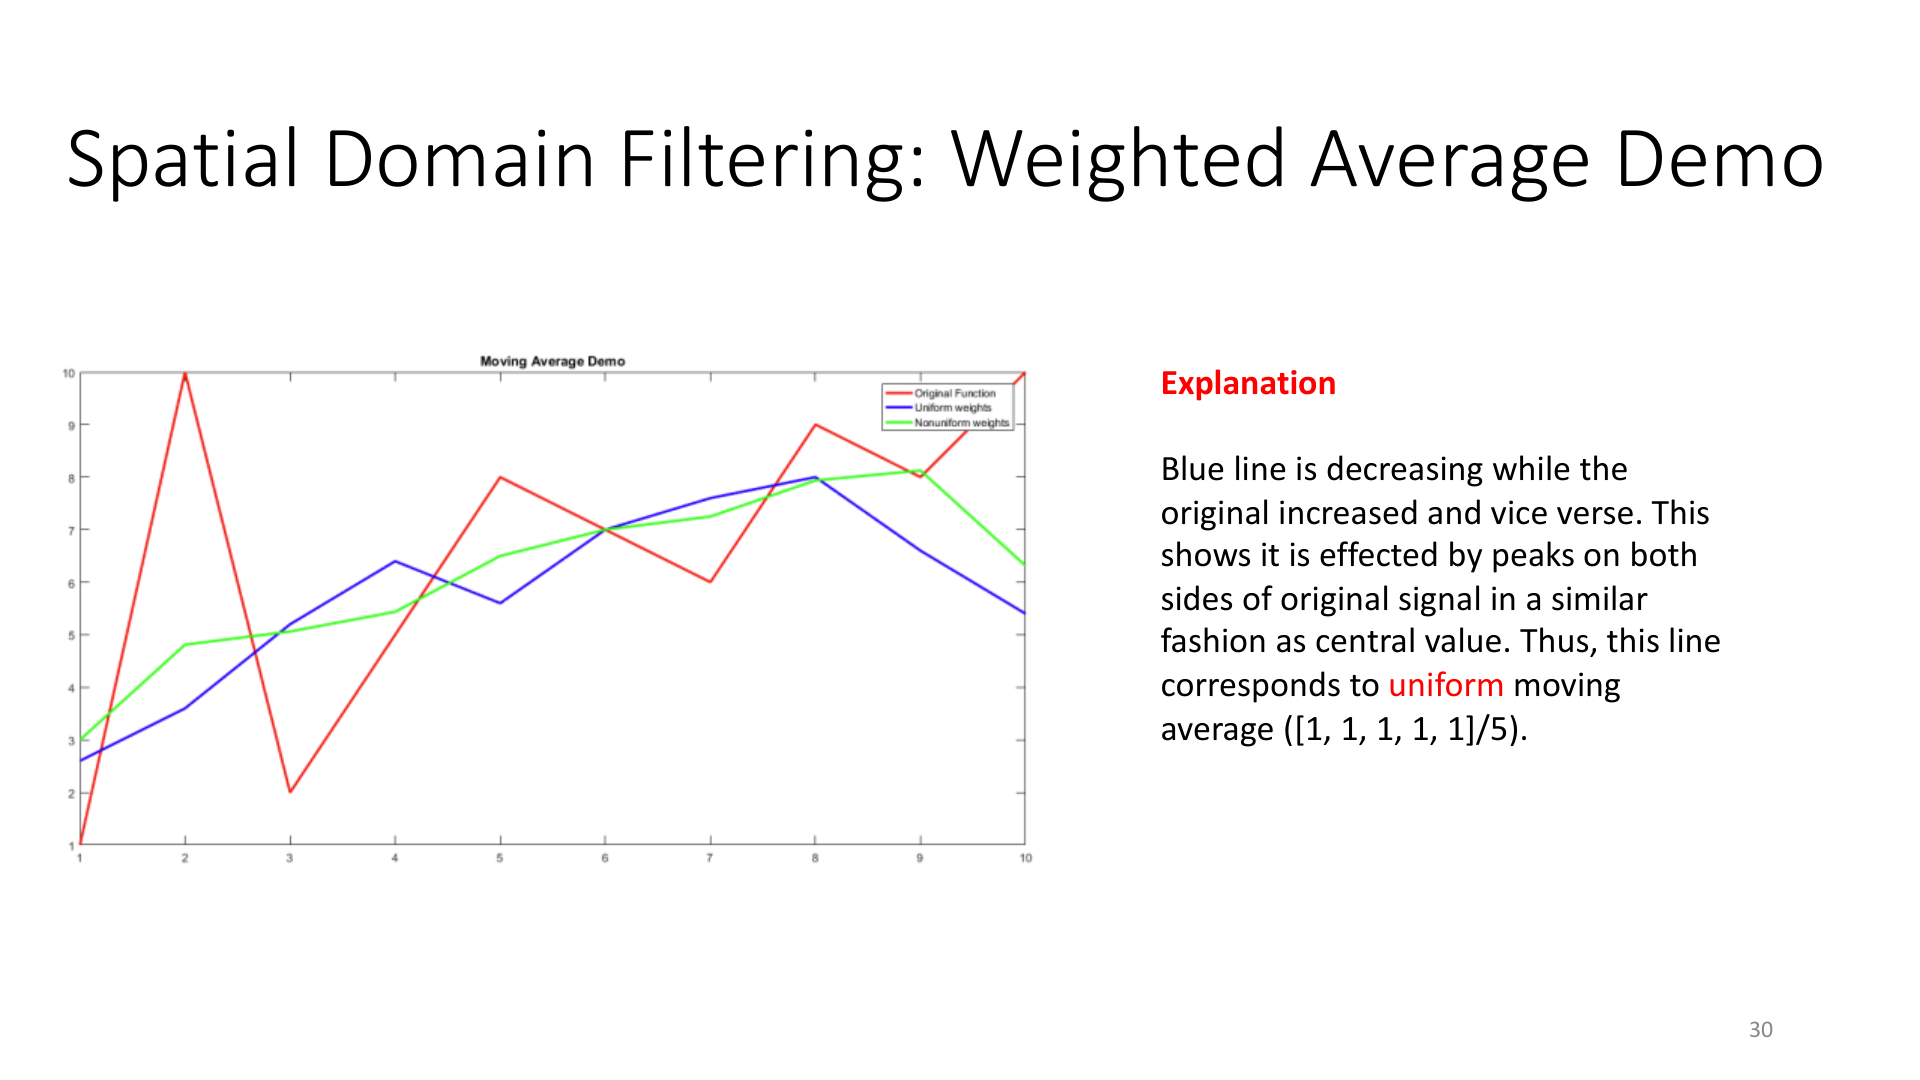 Spatial Domain Filtering: Weighted Average Demo
Moving Average Demo
10
9
8
7
6
5
4
3
2
1
1 2 3 4 5 6 7 8 9 10
Original Function
Uniform weights
Nonuniform weights
Explanation
Blue line is decreasing while the
original increased and vice verse. This
shows it is effected by peaks on both
sides of original signal in a similar
fashion as central value. Thus, this line
corresponds to uniform moving
average ([1, 1, 1, 1, 1]/5).
30